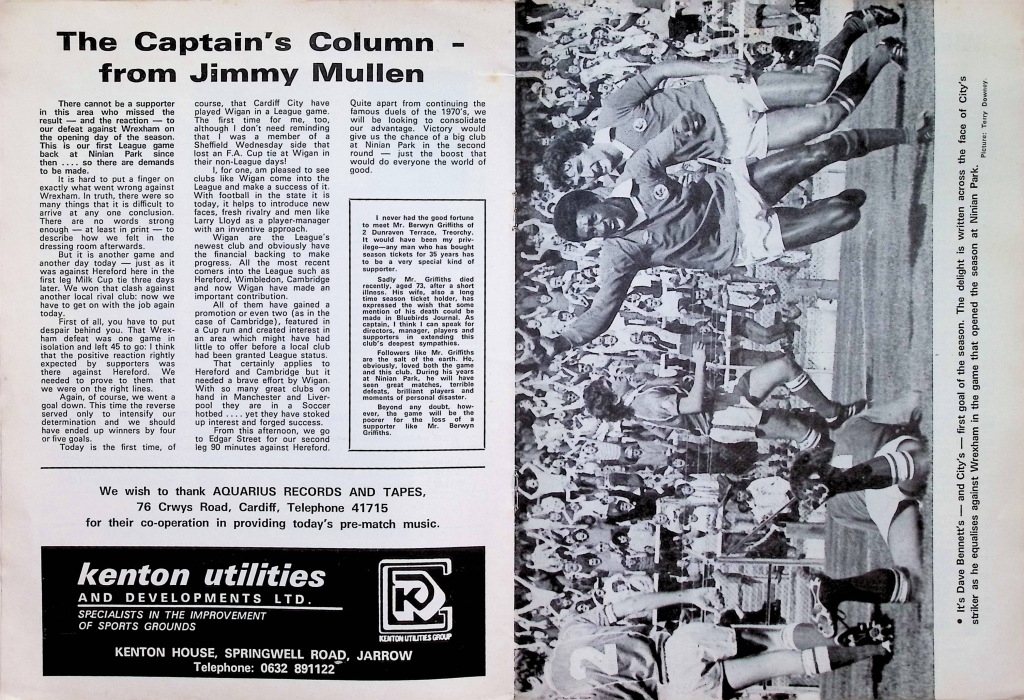 The Captain's Column -
from Jimmy Mullen
There cannot be a supporter
in this area who missed the
result — and the reaction — to
our defeat against Wrexham on
the opening day of the season.
This is our first League game
back at Ninian Park since
then .... so there are demands
to be made.
It is hard to put a finger on
exactly what went wrong against
Wrexham. In truth, there were so
many things that it is difficult to
arrive at any one conclusion.
There are no words strong
enough — at least in print — to
describe how we felt in the
dressing room afterwards.
But it is another game and
another day today — just as it
was against Hereford here in the
first leg Milk Cup tie three days
later. We won that clash against
another local rival club: now we
have to get on with the job again
today.
First of all, you have to put
despair behind you. That Wrex-
ham defeat was one game in
isolation and left 45 to go: I think
that the positive reaction rightly
expected by supporters was
there against Hereford. We
needed to prove to them that
we were on the right lines.
Again, of course, we went a
goal down. This time the reverse
served only to intensify our
determination and we should
have ended up winners by four
or five goals.
Today is the first time, of
course, that Cardiff City have
played Wigan in a League game.
The first time for me, too,
although I don't need reminding
that I was a member of a
Sheffield Wednesday side that
lost an F.A. Cup tie at Wigan in
their non-League days!
I, for one, am pleased to see
clubs like Wigan come into the
League and make a success of it.
With football in the state it is
today, it helps to introduce new
faces, fresh rivalry and men like
Larry Lloyd as a player-manager
with an inventive approach.
Wigan are the League's
newest club and obviously have
the financial backing to make
progress. All the most recent
comers into the League such as
Hereford, Wimbledon, Cambridge
and now Wigan have made an
important contribution.
All of them have gained a
promotion or even two (as in the
case of Cambridge), featured in
a Cup run and created interest in
an area which might have had
little to offer before a local club
had been granted League status.
That certainly applies to
Hereford and Cambridge but it
needed a brave effort by Wigan.
With so many great clubs on
hand in Manchester and Liver-
pool they are in a Soccer
hotbed .... yet they have stoked
up interest and forged success.
From this afternoon, we go
to Edgar Street for our second
leg 90 minutes against Hereford.
Quite apart from continuing the
famous duels of the 1970's, we
will be looking to consolidate
our advantage. Victory would
give us the chance of a big club
at Ninian Park in the second
round — just the boost that
would do everyone the world of
good.
I never had the good fortune
to meet Mr. Berwyn Griffiths of
2 Dunraven Terrace, Treorchy.
It would have been my priv-
ilege—any man who has bought
season tickets for 35 years has
to be a very special kind of
supporter.
Sadly Mr. Griffiths died
recently, aged 73, after a short
illness. His wife, also a long
time season ticket holder, has
expressed the wish that some
mention of his death could be
made in Bluebirds Journal. As
captain, I think I can speak for
directors, manager, players and
supporters in extending this
club's deepest sympathies.
Followers like Mr. Griffiths
are the salt of the earth. He,
obviously, loved both the game
and this club. During his years
at Ninian Park, he will have
seen great matches, terrible
defeats, brilliant players and
moments of personal disaster.
Beyond any doubt, how-
ever, the game will be the
poorer for the loss of a
supporter like Mr. Berwyn
Griffiths.
We wish to thank AQUARIUS RECORDS AND TAPES,
76 Crwys Road, Cardiff, Telephone 41715
for their co-operation in providing today's pre-match music.
kenton utilities
AND DEVELOPMENTS LTD.
SPECIALISTS IN THE IMPROVEMENT
OF SPORTS GROUNDS
KENTON UTILITIES GROUP
KENTON HOUSE, SPRINGWELL ROAD, JARROW
Telephone: 0632 891122
2
• It's Dave Bennett's — and City's — first goal of the season. The delight is written across the face of City's
striker as he equalises against Wrexham in the game that opened the season at Ninian Park.
Picture: Terry Downey.